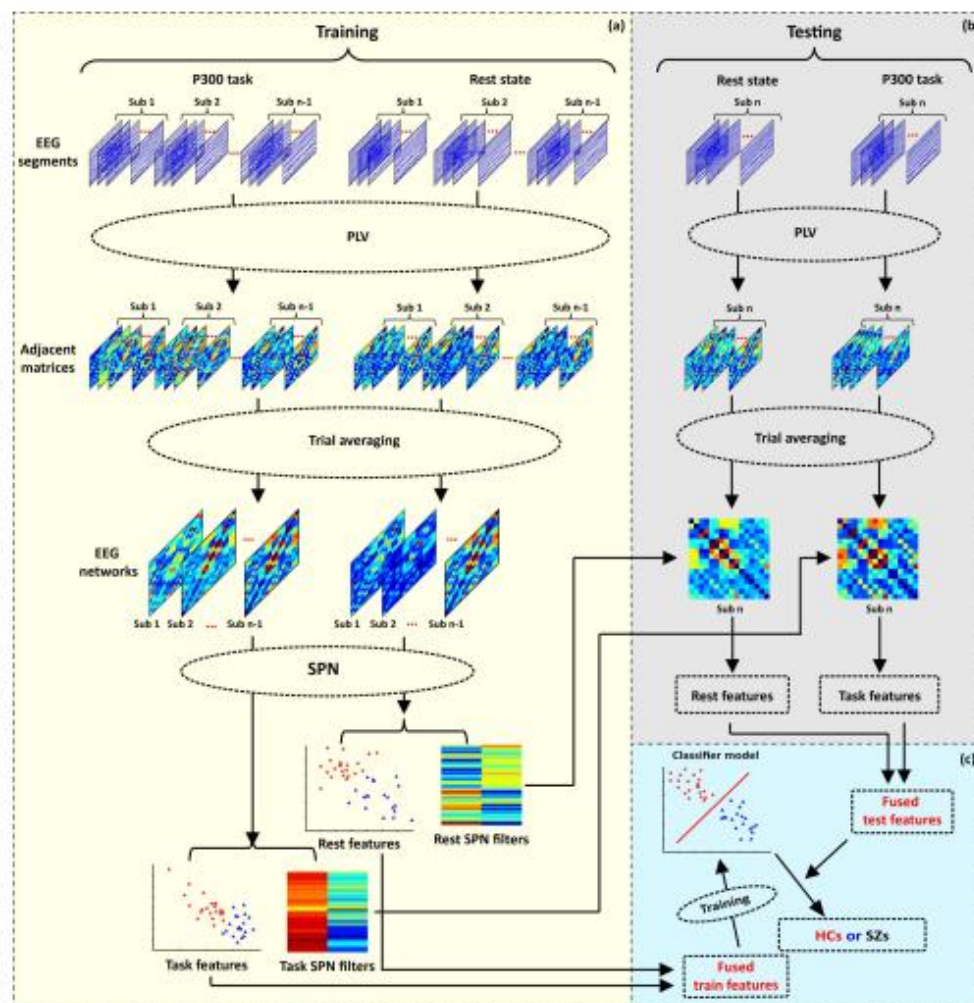 (a)
Training
P300 task
Rest state
Sub 1
Sub 2
Sub n-1
Sub 1
Sub 2
Sub n-1
EEG
segments
PLV
Sub 1
Sub 2
Sub n-1
Sub 1
Sub 2
Sub n-1
Adjacent
matrices
Trial averaging
EEG
networks
Sub 1 Sub 2 ... Sub n-1
Sub 1 Sub 2 ... Sub n-1
SPN
Rest features
Rest SPN filters
Task features
Task SPN filters
(b)
Testing
Rest state
P300 task
Sub n
Sub n
PLV
Sub n
Sub n
Trial averaging
Sub n
Sub n
Rest features
Task features
(c)
Classifier model
Fused
test features
Training
HCs or SZs
Fused
train features